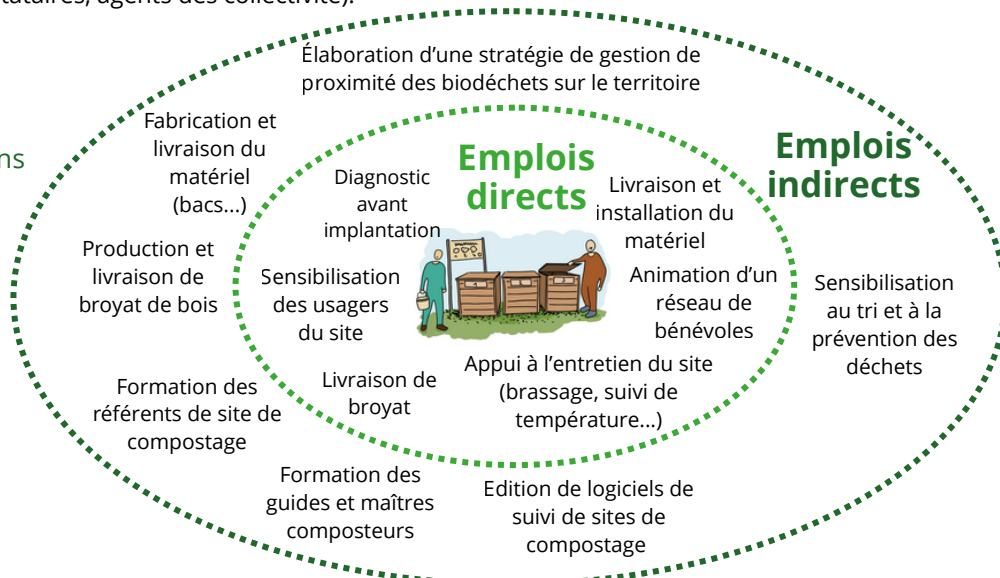 agents des collectivité).
Élaboration d’une stratégie de gestion de
proximité des biodéchets sur le territoire
Fabrication et
livraison du
matériel
(bacs...)
Emplois
directs
Emplois
indirects
Diagnostic
avant
implantation
Livraison et
installation du
matériel
Production et
livraison de
broyat de bois
Sensibilisation
des usagers
du site
Animation d’un
réseau de
bénévoles
Sensibilisation
au tri et à la
prévention des
déchets
Appui à l’entretien du site
(brassage, suivi de
température...)
Livraison de
broyat
Formation des
référents de site de
compostage
Formation des
guides et maîtres
composteurs
Edition de logiciels de
suivi de sites de
compostage